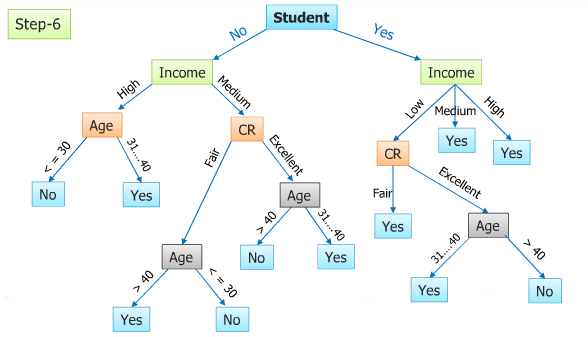 Step-6
Student
No
Yes
Income
Income
High
Medium
Low
Medium
High
Age
CR
Yes
Yes
CR
< = 30
31....40
Fair
Excellent
Fair
Excellent
No
Yes
Age
Yes
Age
> 40
31....40
31....40
> 40
Age
No
Yes
Yes
No
> 40
< = 30
Yes
No